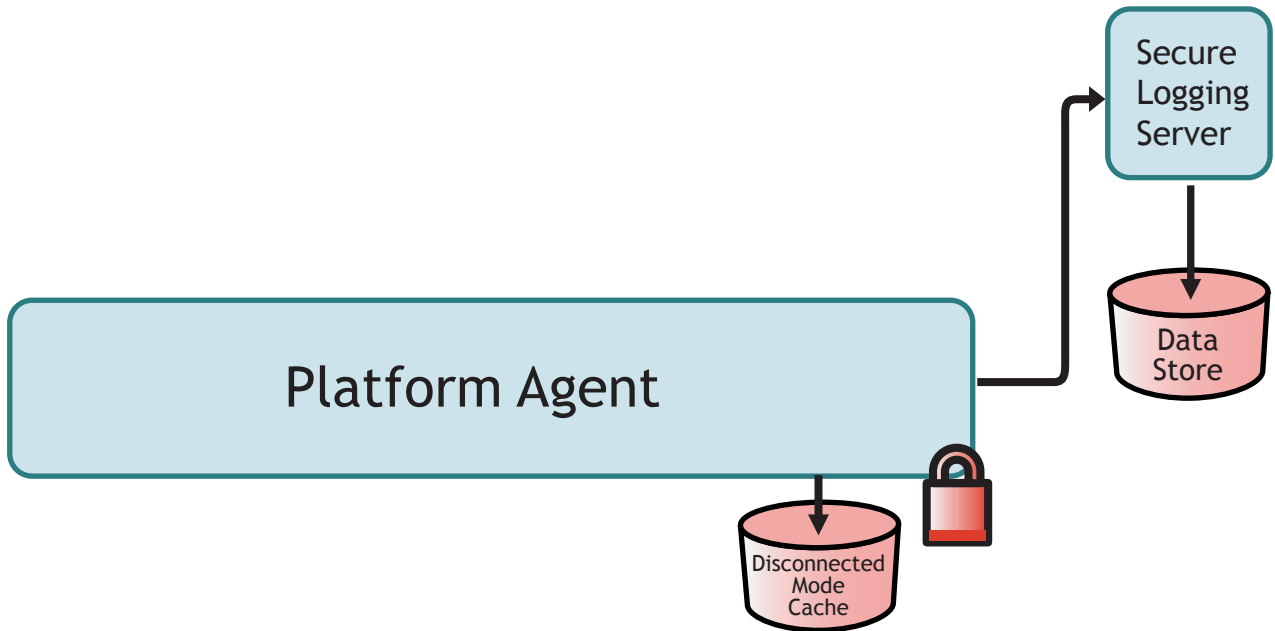 Secure
Logging
Server
Data
Store
Platform Agent
Disconnected
Mode
Cache